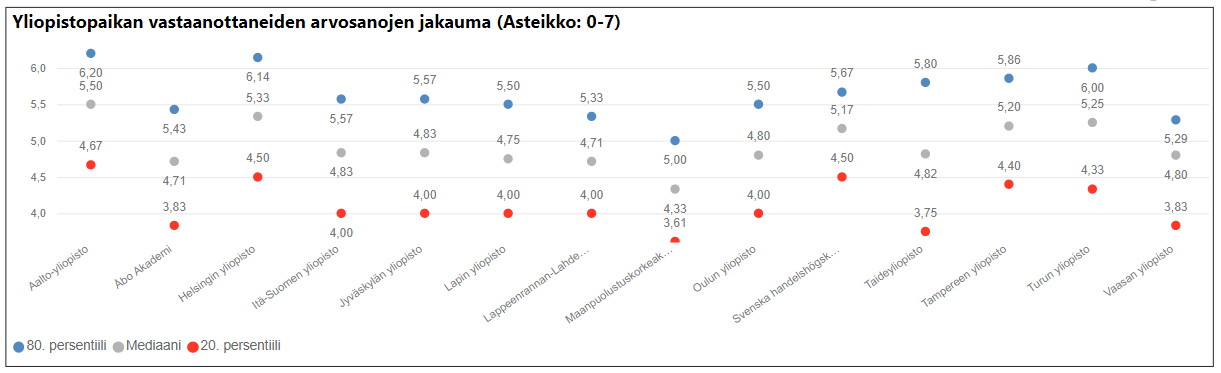 Yliopistopaikan vastaanottaneiden arvosanojen jakauma (Asteikko: 0-7)
6,0
5,5
5,0
4,5
4,0
6,20
5,50
4,67
5,43
4,71
3,83
6,14
5,33
4,50
5,57
4,83
4,00
5,57
4,83
4,00
5,50
4,75
4,00
5,33
4,71
4,00
5,00
4,33
3,61
5,50
4,80
4,00
5,67
5,17
4,50
5,80
4,82
3,75
5,86
5,20
4,40
6,00
5,25
4,33
5,29
4,80
3,83
Aalto-yliopisto
Åbo Akademi
Helsingin yliopisto
Itä-Suomen yliopisto
Jyväskylän yliopisto
Lapin yliopisto
Lappeenrannan-Lahde…
Maanpuolustuskorkeak…
Oulun yliopisto
Svenska handelshögsk…
Taideyliopisto
Tampereen yliopisto
Turun yliopisto
Vaasan yliopisto
80. persentiili Mediaani 20. persentiili